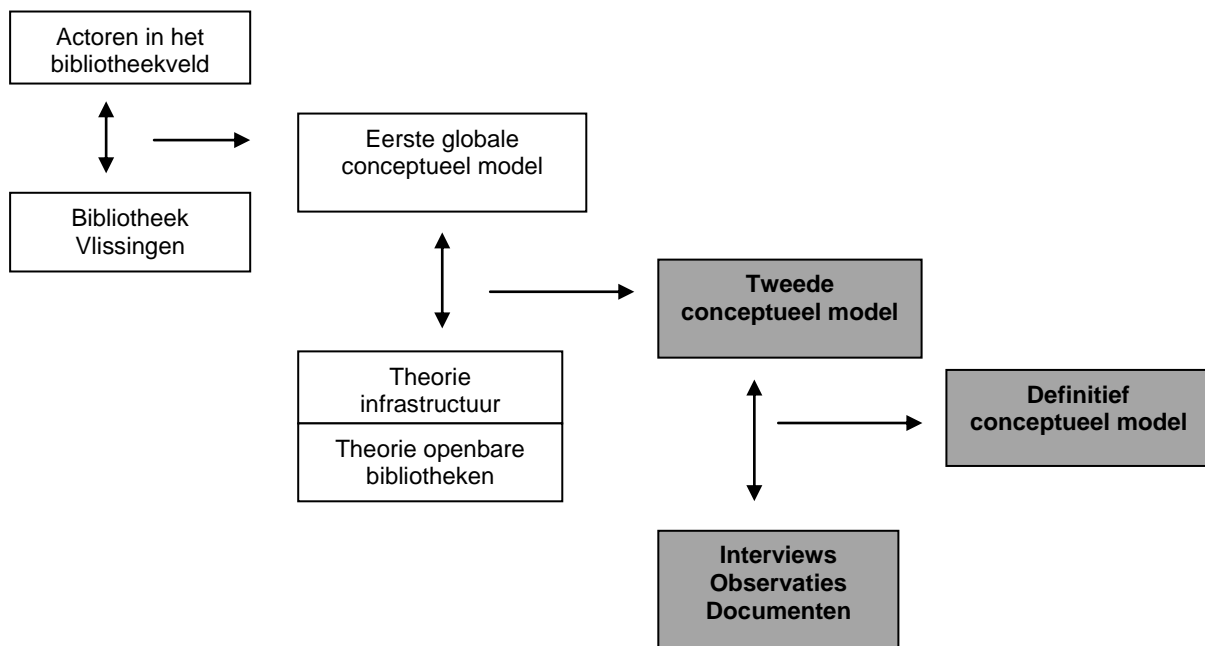 Actoren in het
bibliotheekveld
Bibliotheek
Vlissingen
Eerste globale
conceptueel model
Theorie
infrastructuur
Theorie openbare
bibliotheken
Tweede
conceptueel model
Interviews
Observaties
Documenten
Definitief
conceptueel model